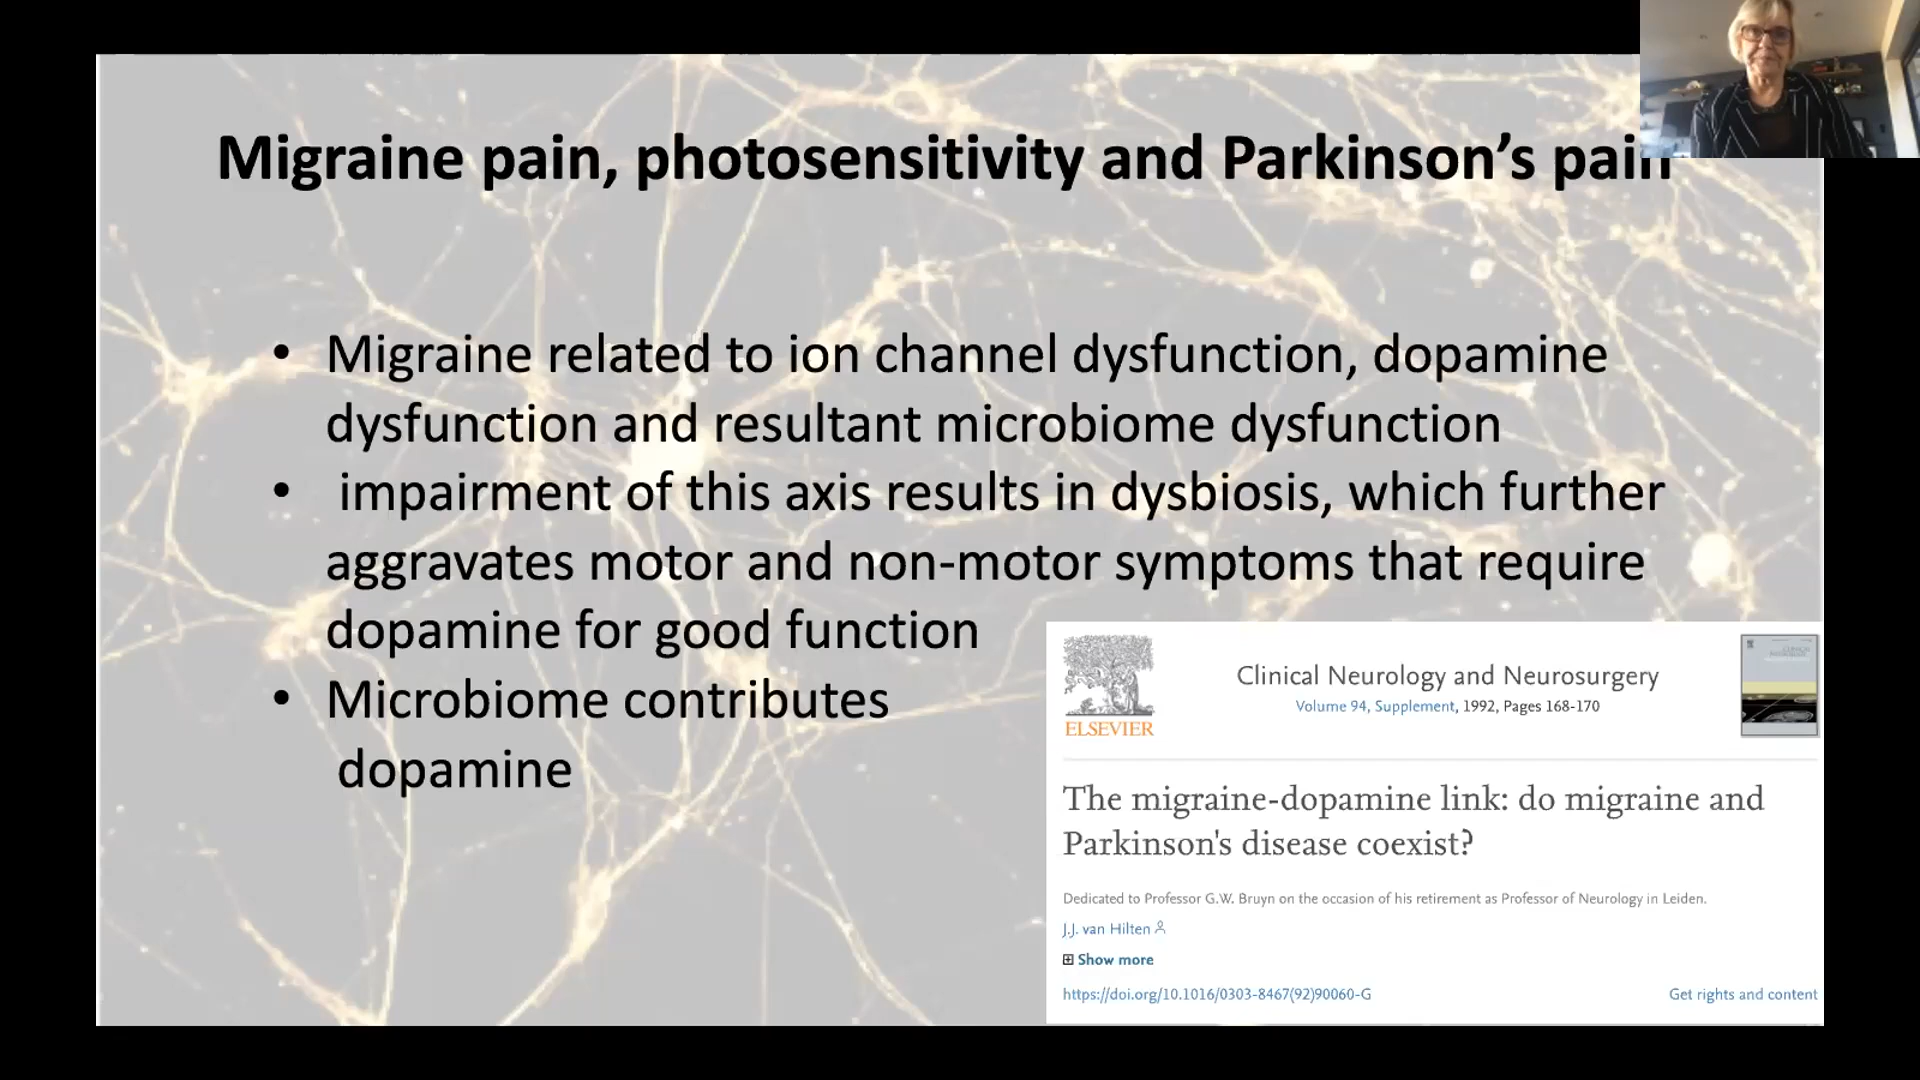 Migraine pain, photosensitivity and Parkinson's pain
• Migraine related to ion channel dysfunction, dopamine
dysfunction and resultant microbiome dysfunction
• impairment of this axis results in dysbiosis, which further
aggravates motor and non-motor symptoms that require
dopamine for good function
• Microbiome contributes
dopamine
ELSEVIER
Clinical Neurology and Neurosurgery
Volume 94, Supplement, 1992, Pages 168-170
The migraine-dopamine link: do migraine and
Parkinson's disease coexist?
Dedicated to Professor G.W. Bruyn on the occasion of his retirement as Professor of Neurology in Leiden.
J.J. van Hilten
Show more
https://doi.org/10.1016/0303-8467(92)90060-G
Get rights and content